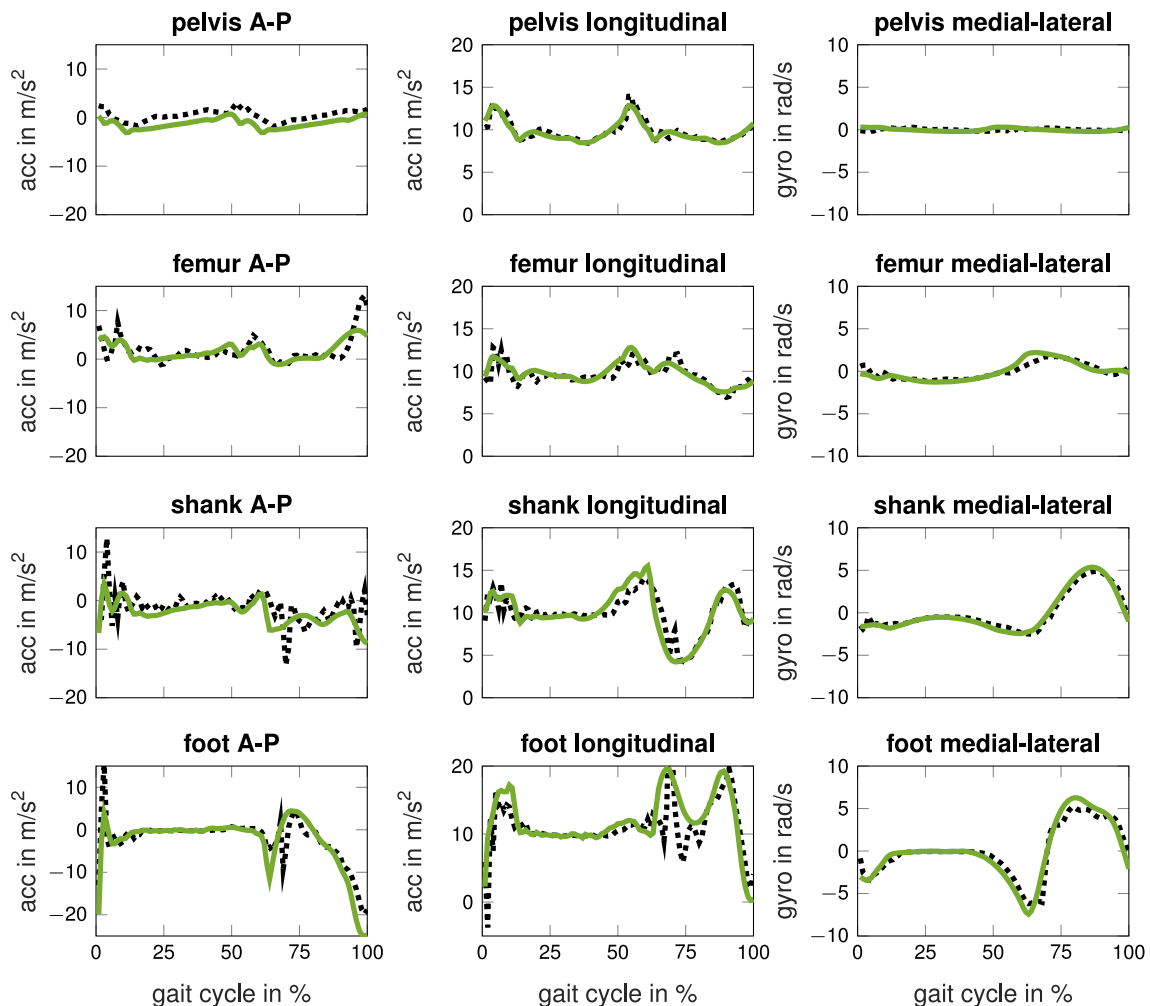 pelvis A-P
pelvis longitudinal
pelvis medial-lateral
acc in m/s²
10
0
−10
−20
acc in m/s²
20
15
10
5
0
gyro in rad/s
10
5
0
−5
−10
femur A-P
femur longitudinal
femur medial-lateral
acc in m/s²
10
0
−10
−20
acc in m/s²
20
15
10
5
0
gyro in rad/s
10
5
0
−5
−10
shank A-P
shank longitudinal
shank medial-lateral
acc in m/s²
10
0
−10
−20
acc in m/s²
20
15
10
5
0
gyro in rad/s
10
5
0
−5
−10
foot A-P
foot longitudinal
foot medial-lateral
acc in m/s²
10
0
−10
−20
acc in m/s²
20
10
0
gyro in rad/s
10
5
0
−5
−10
0 25 50 75 100
0 25 50 75 100
0 25 50 75 100
gait cycle in %
gait cycle in %
gait cycle in %